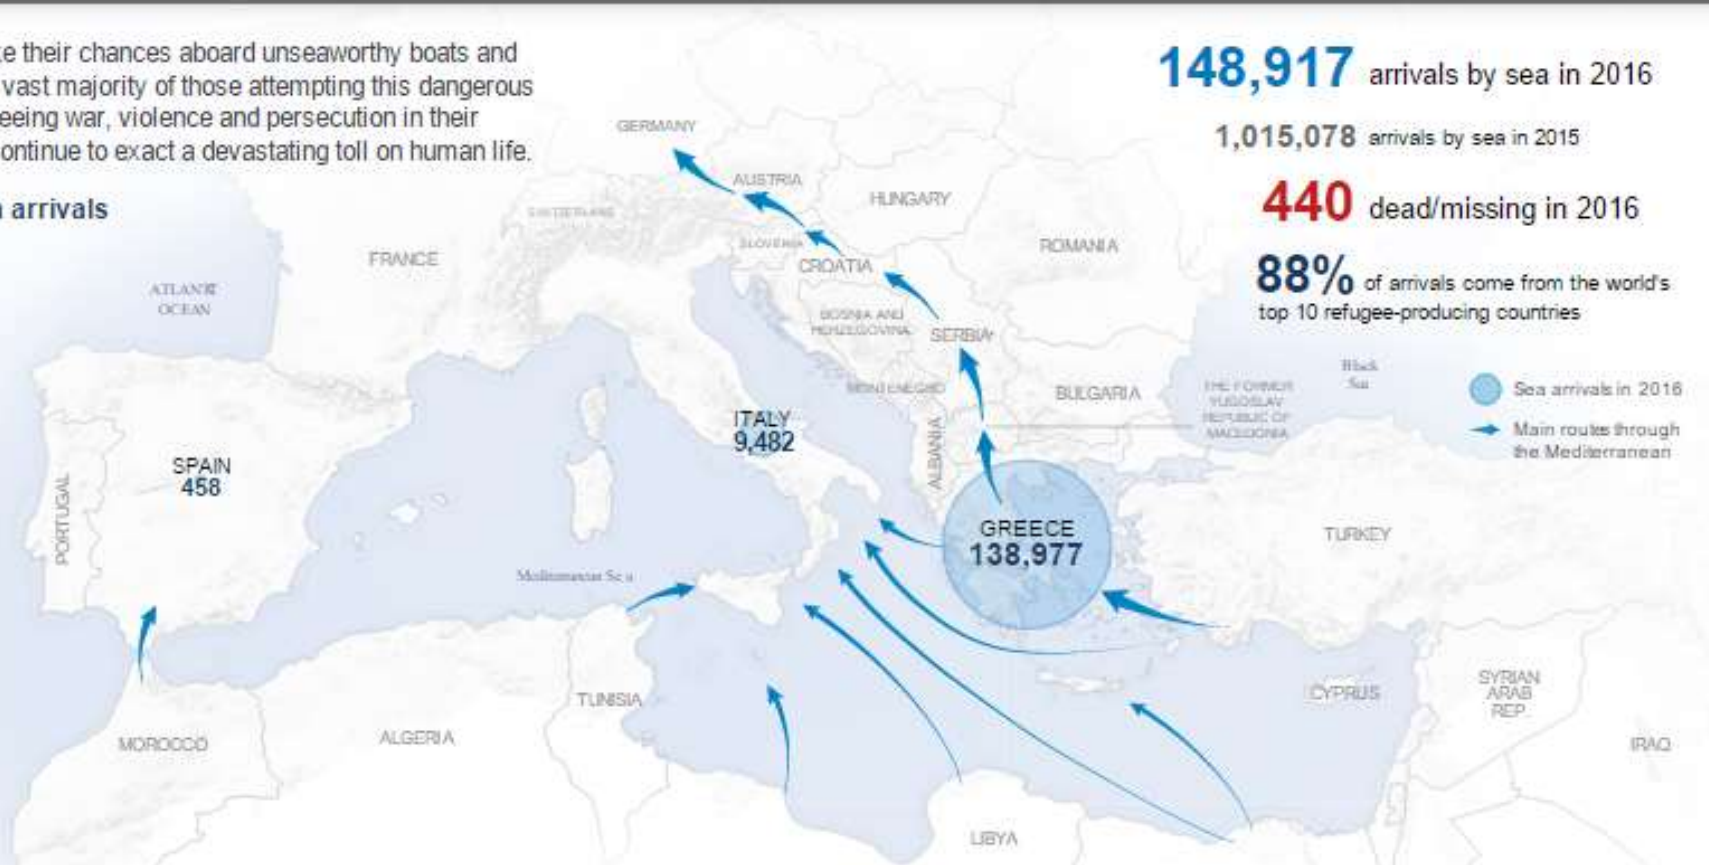 e their chances aboard unseaworthy boats and
vast majority of those attempting this dangerous
eeing war, violence and persecution in their
ontinue to exact a devastating toll on human life.
arrivals
148,917 arrivals by sea in 2016
1,015,078 arrivals by sea in 2015
440 dead/missing in 2016
88% of arrivals come from the world's
top 10 refugee-producing countries
Sea arrivals in 2016
Main routes through
the Mediterranean
GERMANY
AUSTRIA
SWITZERLAND
HUNGARY
SLOVENIA
FRANCE
CROATIA
ROMANIA
ATLANTIC
OCEAN
BOSNIA AND
HERZEGOVINA
SERBIA
Black
Sea
MONTENEGRO
BULGARIA
THE FORMER
YUGOSLAV
REPUBLIC OF
MACEDONIA
ITALY
9,482
ALBANIA
SPAIN
458
PORTUGAL
GREECE
138,977
TURKEY
Mediterranean Sea
TUNISIA
CYPRUS
SYRIAN
ARAB
REP.
MOROCCO
ALGERIA
IRAQ
LIBYA